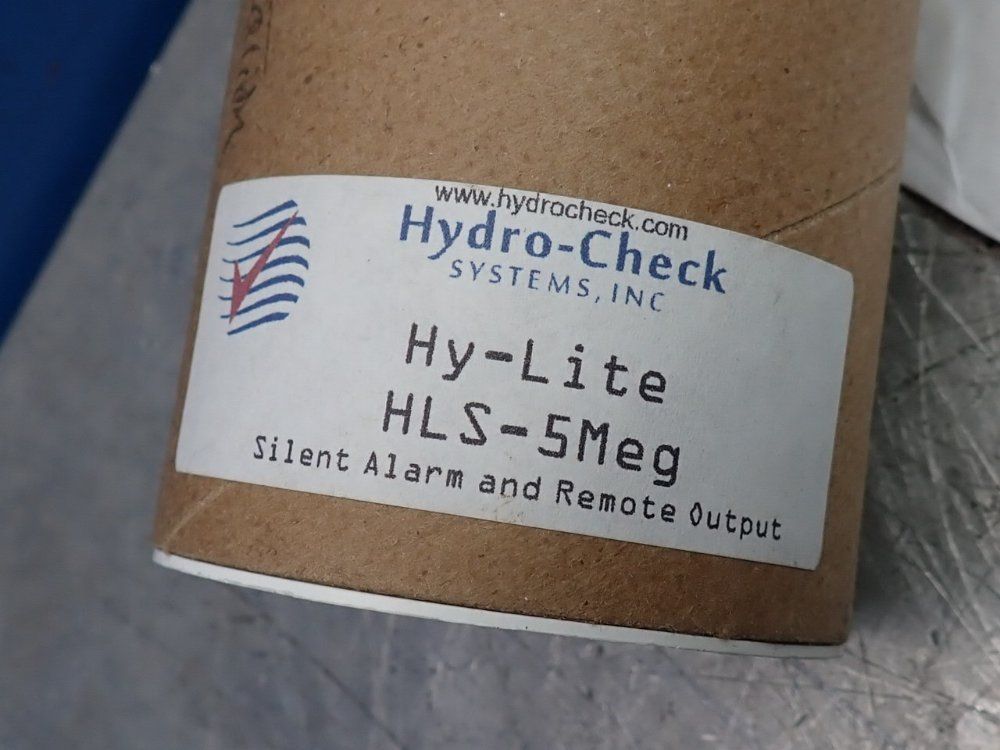 www.hydrocheck.com
Hydro-Check
SYSTEMS, INC
Hy-Lite
HLS-5Meg
Silent Alarm and Remote Output